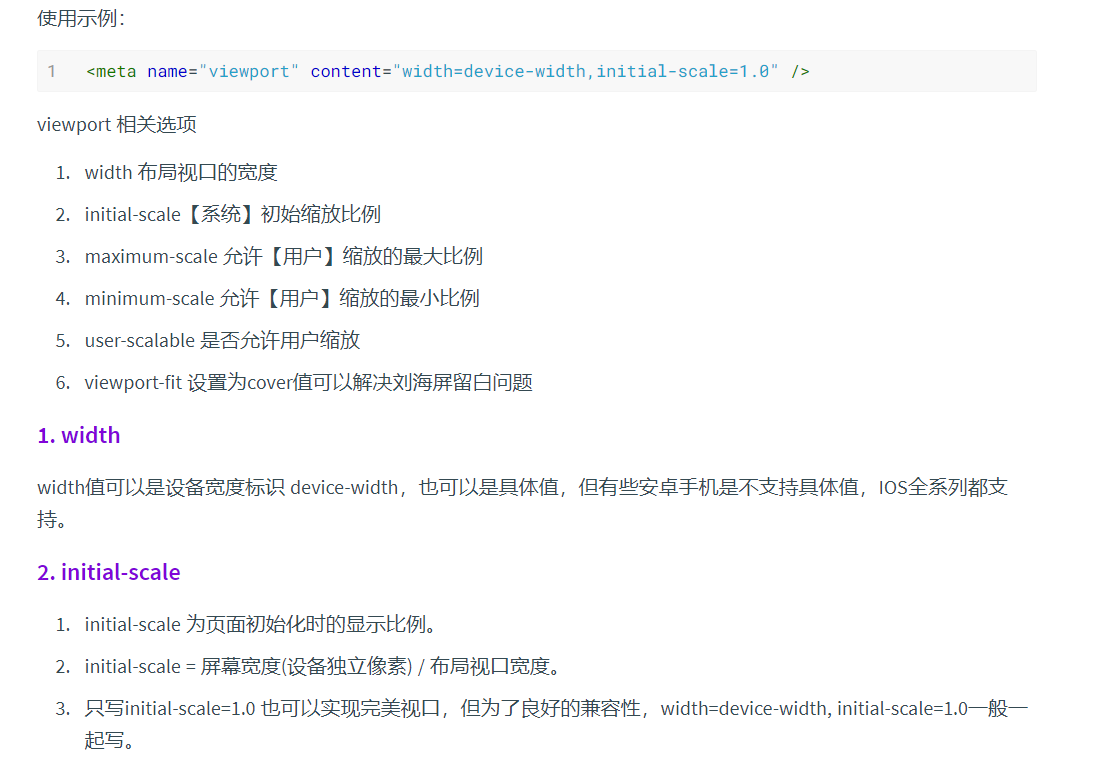 使用示例：
1 <meta name="viewport" content="width=device-width,initial-scale=1.0" />
viewport 相关选项
1. width 布局视口的宽度
2. initial-scale【系统】初始缩放比例
3. maximum-scale 允许【用户】缩放的最大比例
4. minimum-scale 允许【用户】缩放的最小比例
5. user-scalable 是否允许用户缩放
6. viewport-fit 设置为cover值可以解决刘海屏留白问题
1. width
width值可以是设备宽度标识 device-width，也可以是具体值，但有些安卓手机是不支持具体值，IOS全系列都支
持。
2. initial-scale
1. initial-scale 为页面初始化时的显示比例。
2. initial-scale = 屏幕宽度(设备独立像素) / 布局视口宽度。
3. 只写initial-scale=1.0 也可以实现完美视口，但为了良好的兼容性，width=device-width, initial-scale=1.0一般一
起写。